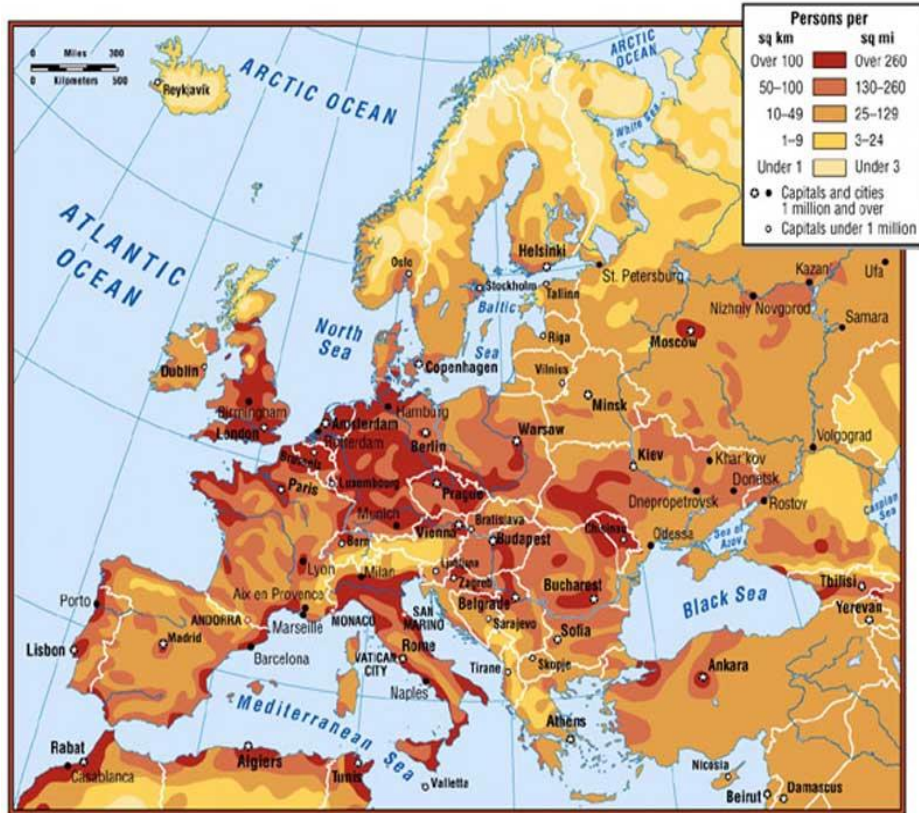 Persons per
sq km sq mi
Over 100 Over 260
50–100 130–260
10–49 25–129
1–9 3–24
Under 1 Under 3
Capitals and cities
1 million and over
Capitals under 1 million
0 Miles 300
0 Kilometers 500
ARCTIC OCEAN
ARCTIC
OCEAN
Reykjavík
White Sea
ATLANTIC
OCEAN
Helsinki
Oslo
Stockholm
Tallinn
St. Petersburg
Kazan
Ufa
Nizhniy Novgorod
Samara
Baltic
Sea
North
Sea
Moscow
Riga
Dublin
Copenhagen
Vilnius
Minsk
Birmingham
Hamburg
Amsterdam
London
Rotterdam
Berlin
Warsaw
Volgograd
Brussels
Kiev
Khar'kov
Luxembourg
Paris
Prague
Donetsk
Dnepropetrovsk
Rostov
Caspian
Sea
Munich
Bratislava
Vienna
Chisinau
Odessa
Sea of
Azov
Bern
Budapest
Lyon
Milan
Ljubljana
Zagreb
Bucharest
Tbilisi
Porto
Aix en Provence
SAN
MARINO
Belgrade
Black Sea
Yerevan
ANDORRA
MONACO
Sarajevo
Marseille
Madrid
Rome
Sofia
Lisbon
VATICAN
CITY
Skopje
Barcelona
Tirane
Ankara
Naples
Mediterranean
Sea
Athens
Rabat
Algiers
Nicosia
Casablanca
Tunis
Valletta
Beirut
Damascus